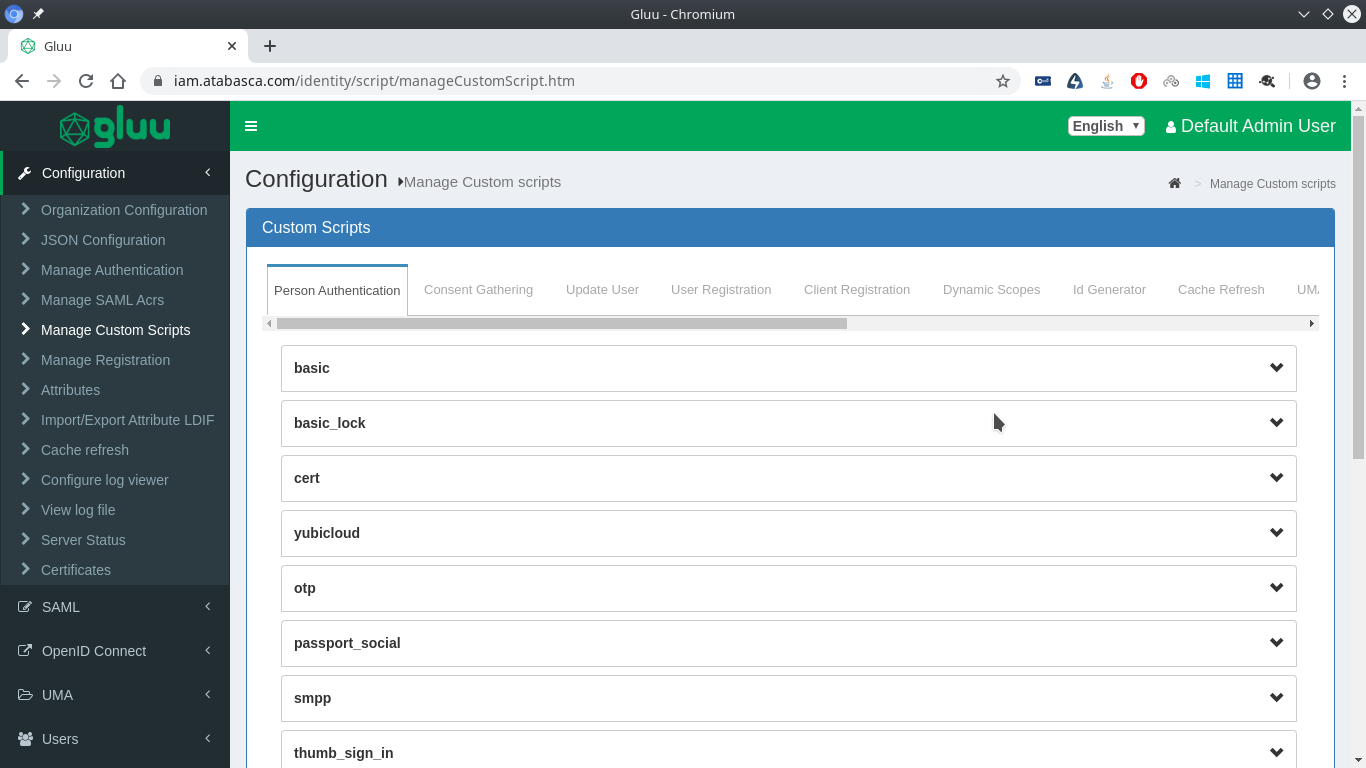 Gluu - Chromium
Gluu
iam.atabasca.com/identity/script/manageCustomScript.htm
gluu
English
Default Admin User
Configuration
Organization Configuration
JSON Configuration
Manage Authentication
Manage SAML Acrs
Manage Custom Scripts
Manage Registration
Attributes
Import/Export Attribute LDIF
Cache refresh
Configure log viewer
View log file
Server Status
Certificates
SAML
OpenID Connect
UMA
Users
Configuration Manage Custom scripts
> Manage Custom scripts
Custom Scripts
Person Authentication Consent Gathering Update User User Registration Client Registration Dynamic Scopes Id Generator Cache Refresh UMA
basic
basic_lock
cert
yubicloud
otp
passport_social
smpp
thumb_sign_in